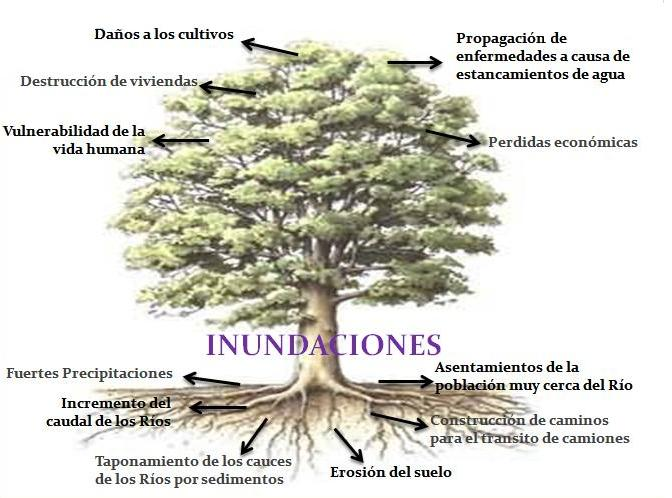 Daños a los cultivos
Propagación de
enfermedades a causa de
estancamientos de agua
Destrucción de viviendas
Vulnerabilidad de la
vida humana
Perdidas económicas
INUNDACIONES
Fuertes Precipitaciones
Asentamientos de la
población muy cerca del Río
Incremento del
caudal de los Ríos
Construcción de caminos
para el transito de camiones
Taponamiento de los cauces
de los Ríos por sedimentos
Erosión del suelo